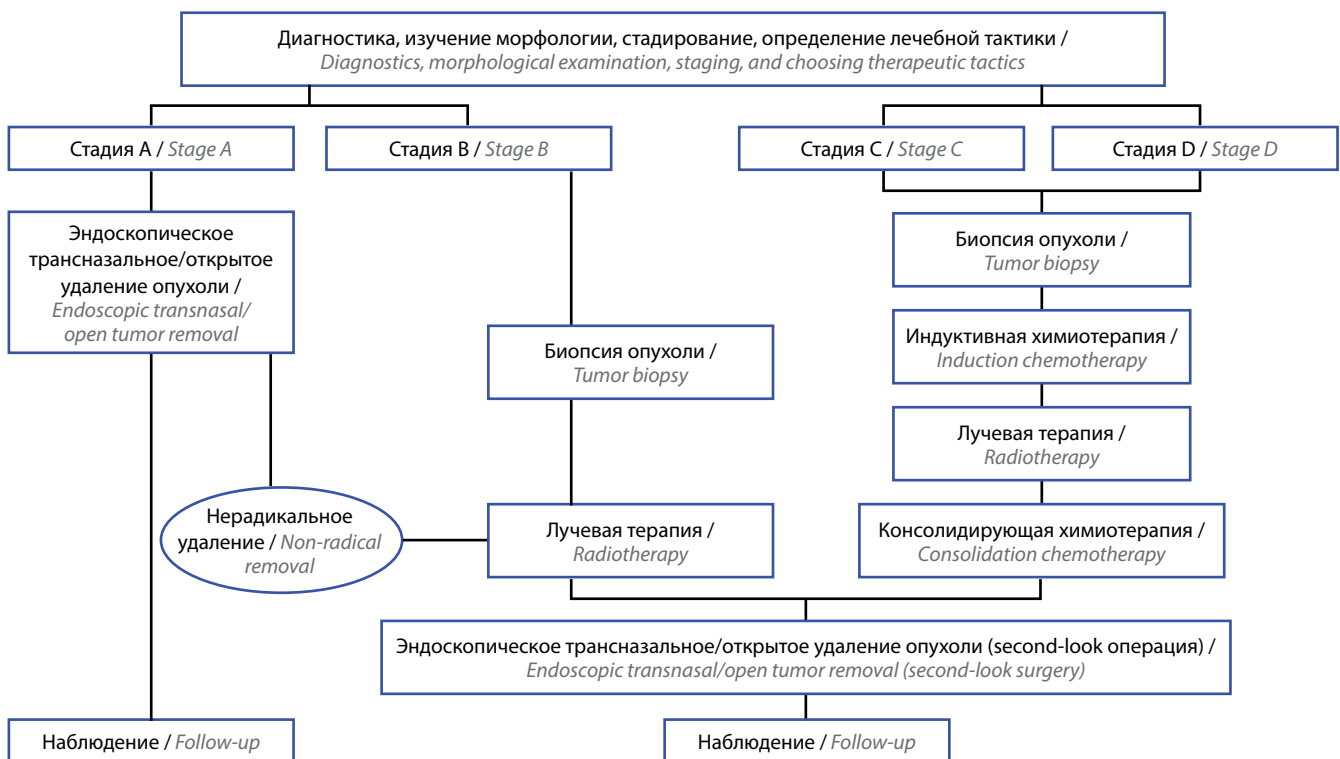 Диагностика, изучение морфологии, стадирование, определение лечебной тактики /
Diagnostics, morphological examination, staging, and choosing therapeutic tactics
Стадия A / Stage A
Стадия B / Stage B
Стадия C / Stage C
Стадия D / Stage D
Эндоскопическое
трансназальное/открытое
удаление опухоли /
Endoscopic transnasal/
open tumor removal
Биопсия опухоли /
Tumor biopsy
Биопсия опухоли /
Tumor biopsy
Индуктивная химиотерапия /
Induction chemotherapy
Лучевая терапия /
Radiotherapy
Нерадикальное
удаление / Non-radical
removal
Лучевая терапия /
Radiotherapy
Консолидирующая химиотерапия /
Consolidation chemotherapy
Эндоскопическое трансназальное/открытое удаление опухоли (second-look операция) /
Endoscopic transnasal/open tumor removal (second-look surgery)
Наблюдение / Follow-up
Наблюдение / Follow-up